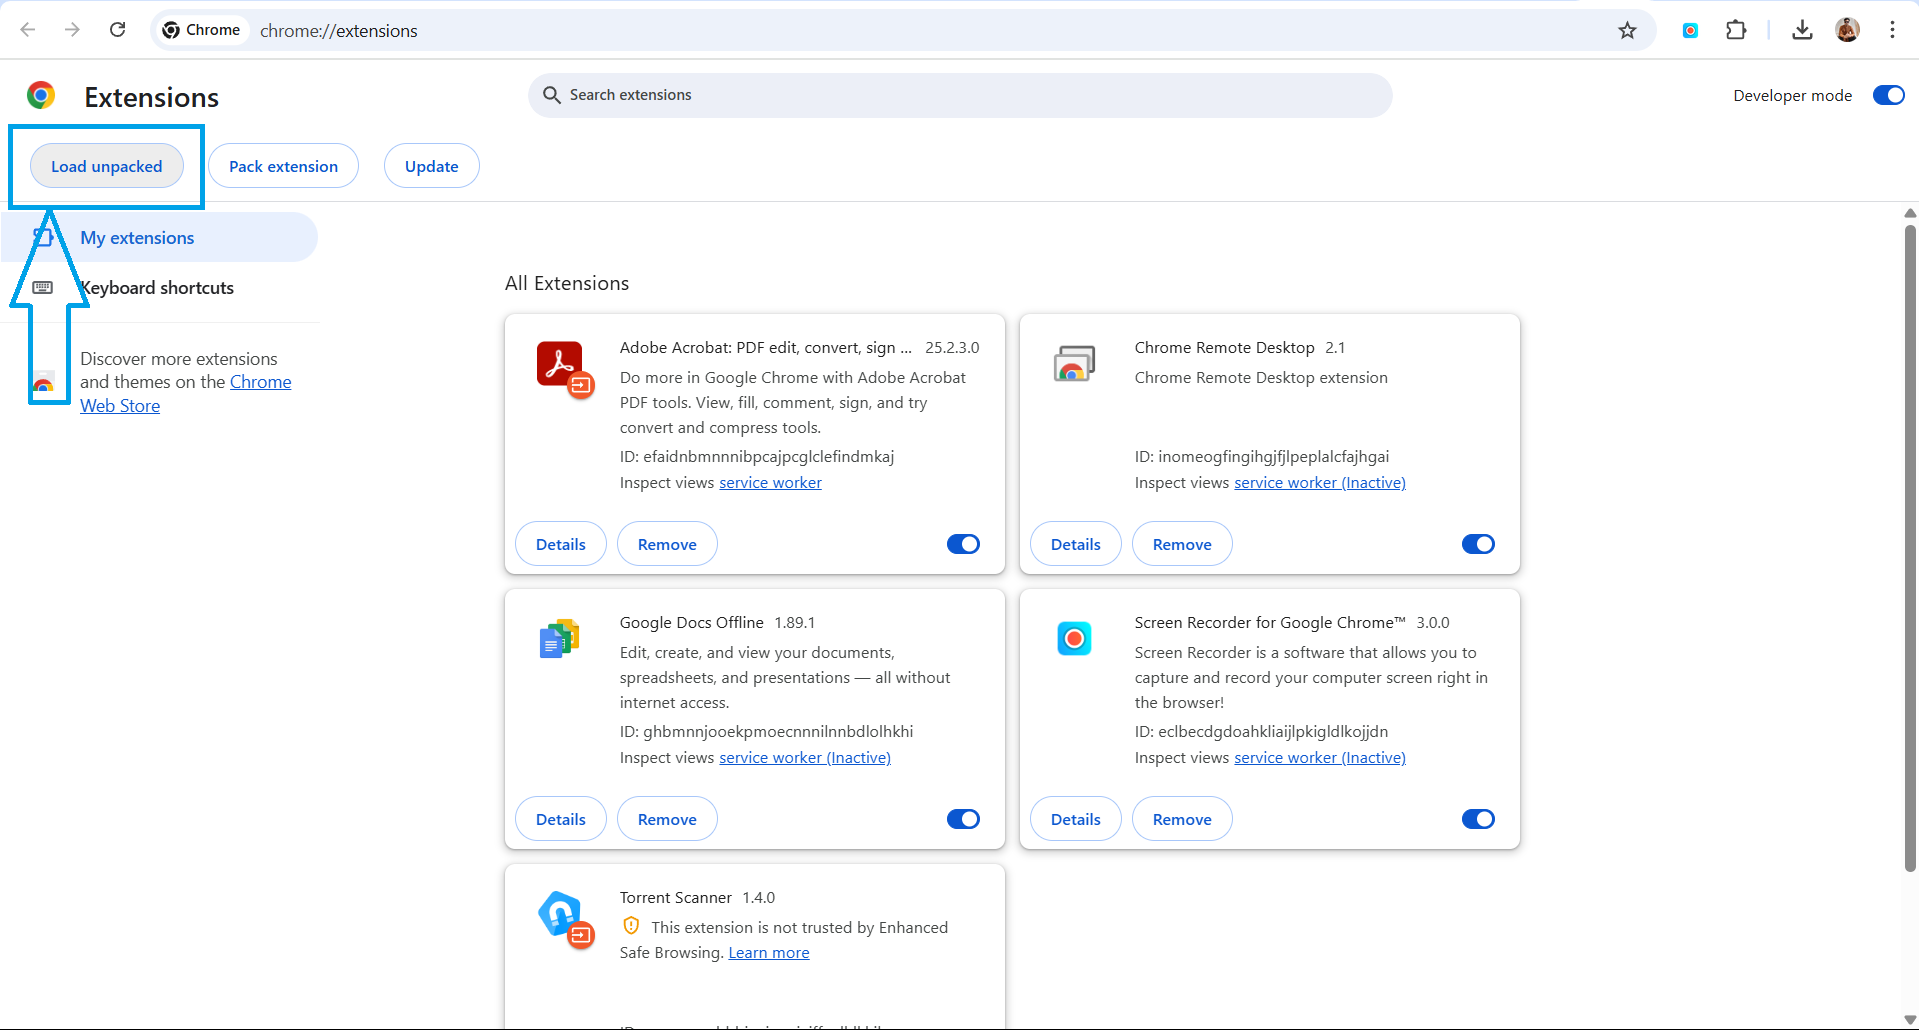 Chrome chrome://extensions
Extensions
Search extensions
Developer mode
Load unpacked
Pack extension
Update
My extensions
Keyboard shortcuts
Discover more extensions
and themes on the Chrome
Web Store
All Extensions
Adobe Acrobat: PDF edit, convert, sign ... 25.2.3.0
Do more in Google Chrome with Adobe Acrobat
PDF tools. View, fill, comment, sign, and try
convert and compress tools.
ID: efaidnbmnnnibpcajpcglclefindmkaj
Inspect views service worker
Details
Remove
Chrome Remote Desktop 2.1
Chrome Remote Desktop extension
ID: inomeogfingihgjfjlpeplalcfajhgai
Inspect views service worker (Inactive)
Details
Remove
Google Docs Offline 1.89.1
Edit, create, and view your documents,
spreadsheets, and presentations — all without
internet access.
ID: ghbmnnjooekpmoecnnnilnnbdlolhkhi
Inspect views service worker (Inactive)
Details
Remove
Screen Recorder for Google Chrome™ 3.0.0
Screen Recorder is a software that allows you to
capture and record your computer screen right in
the browser!
ID: eclbecdgdoahkliaijlpkigldlkojjdn
Inspect views service worker (Inactive)
Details
Remove
Torrent Scanner 1.4.0
This extension is not trusted by Enhanced
Safe Browsing. Learn more